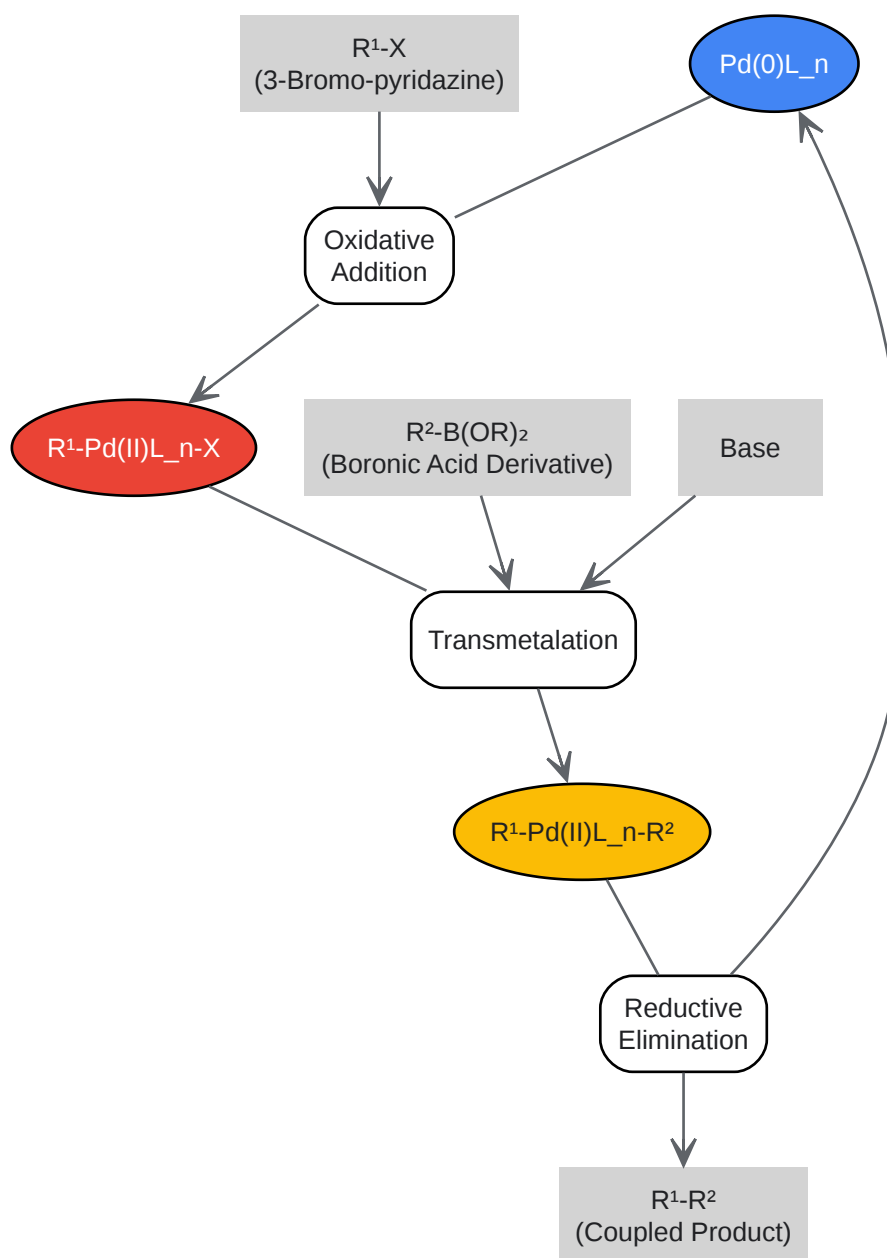 R¹-X
(3-Bromo-pyridazine)
Pd(0)L_n
Oxidative
Addition
R¹-Pd(II)L_n-X
R²-B(OR)₂
(Boronic Acid Derivative)
Base
Transmetalation
R¹-Pd(II)L_n-R²
Reductive
Elimination
R¹-R²
(Coupled Product)